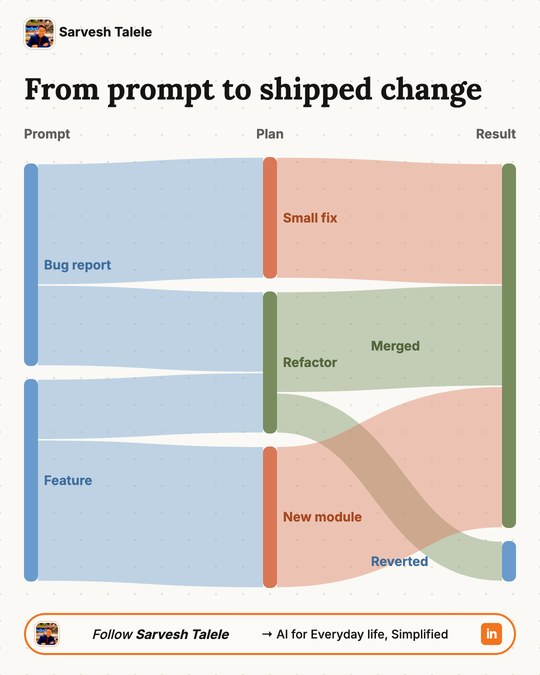 Sarvesh Talele
From prompt to shipped change
Prompt Plan Result
Small fix
Bug report
Merged
Refactor
Feature
New module
Reverted
Follow Sarvesh Talele → AI for Everyday life, Simplified in